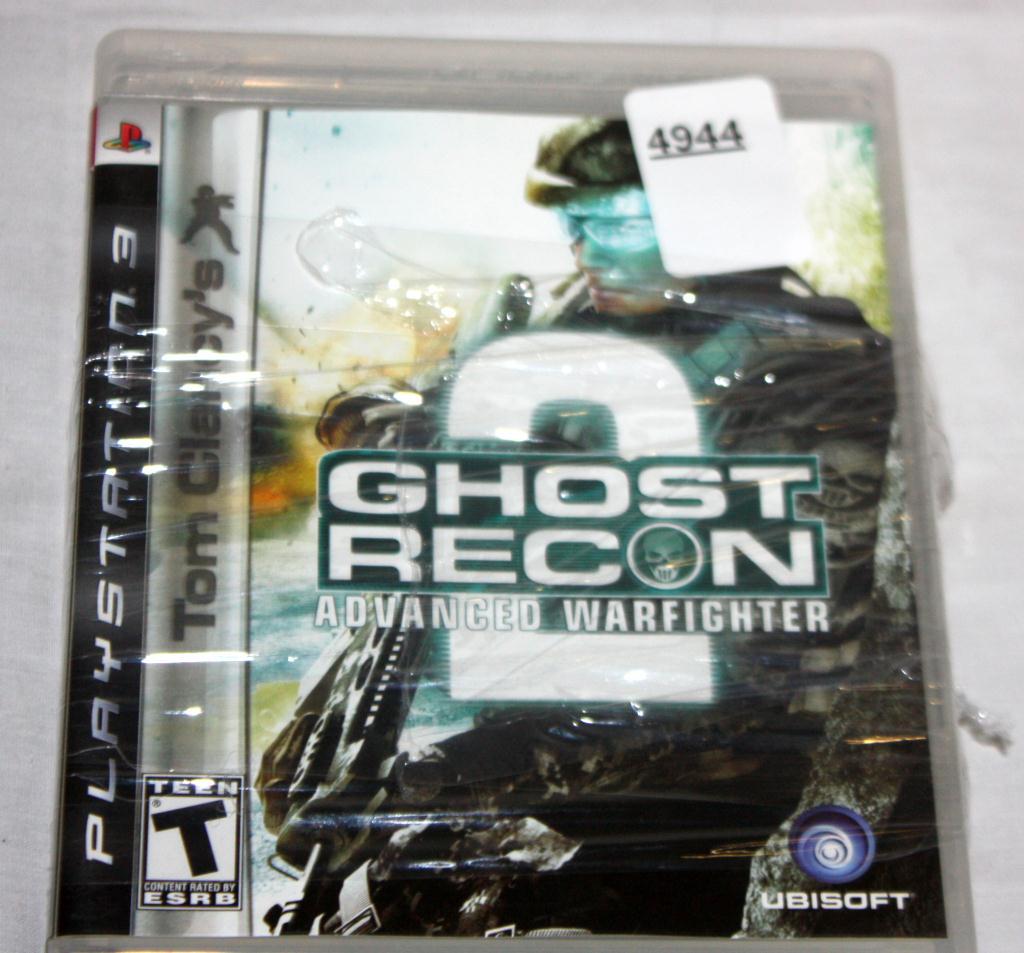 4944
PLAYSTATION 3
Tom Clancy's
2
GHOST
RECON
ADVANCED WARFIGHTER
TEEN
T
CONTENT RATED BY
ESRB
UBISOFT